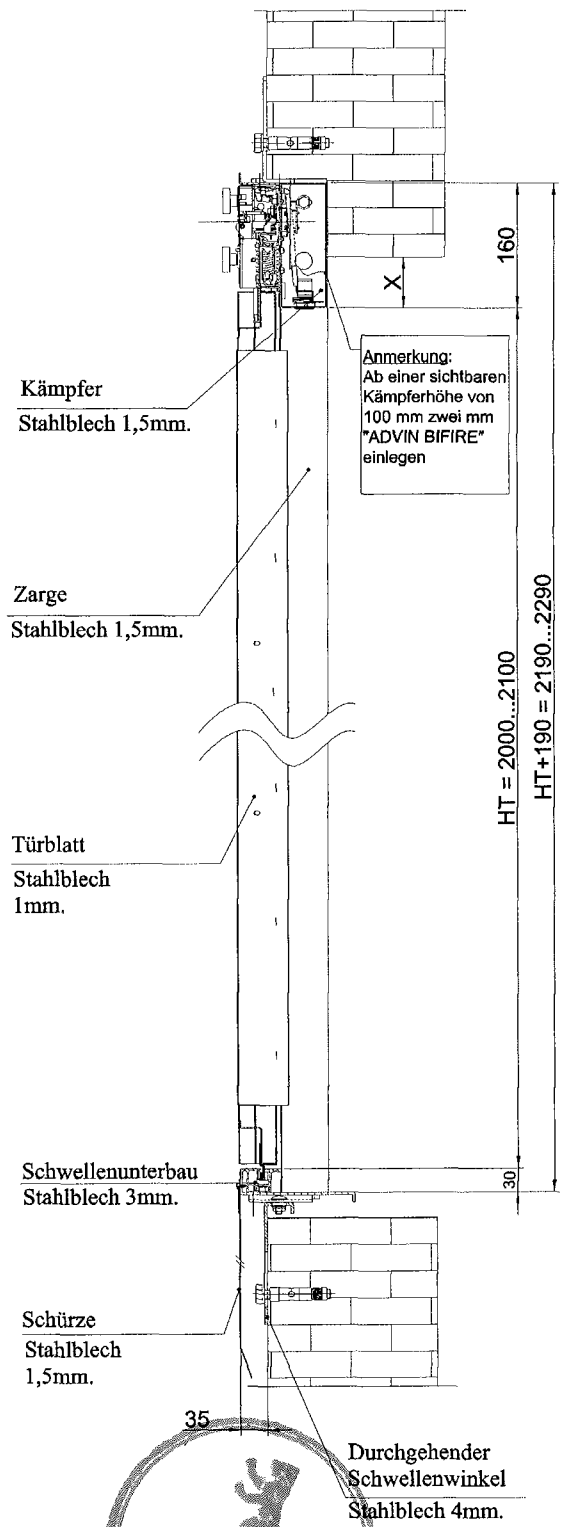 160
X
Anmerkung:
Ab einer sichtbaren
Kämpferhöhe von
100 mm zwei mm
"ADVIN BIFIRE"
einlegen
Kämpfer
Stahlblech 1,5mm.
Zarge
Stahlblech 1,5mm.
HT = 2000...2100
HT+190 = 2190...2290
Türblatt
Stahlblech
1mm.
Schwellenunterbau
Stahlblech 3mm.
30
Schürze
Stahlblech
1,5mm.
35
Durchgehender
Schwellenwinkel
Stahlblech 4mm.